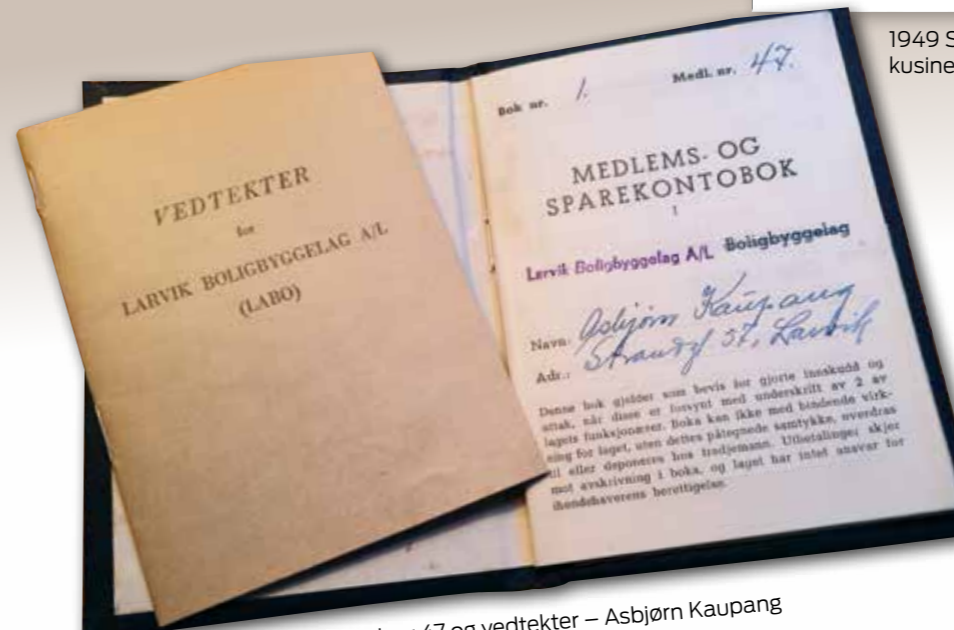 1949 S
kusine
VEDTEKTER
for
LARVIK BOLIGBYGGELAG A/L
(LABO)
Bok nr. 1. Medl. nr. 47.
MEDLEMS- OG
SPAREKONTOBOK
I
Larvik Boligbyggelag A/L Boligbyggelag
Navn: Asbjørn Kaupang
Adr.: Larvik
Denne bok gjelder som bevis for gjorte innskudd og
uttak, når disse er forsynt med underskrift av 2 av
lagets funksjonærer. Boka kan ikke med bindende virk-
ning for laget, uten dettes påtegnede samtykke, overdras
til eller deponeres hos tredjemann. Utbetalinger skjer
mot avskrivning i boka, og laget har intet ansvar for
ihendehaverens berettigelse.
47 og vedtekter – Asbjørn Kaupang